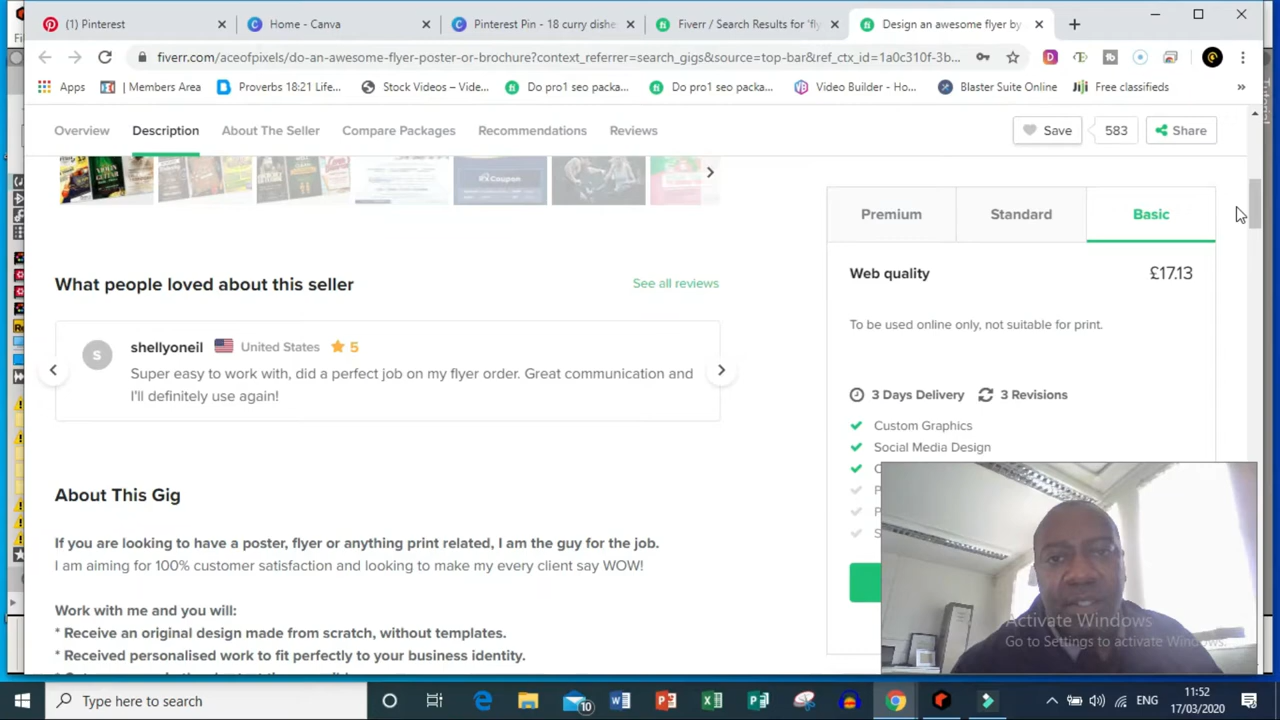 (1) Pinterest
Home - Canva
Pinterest Pin - 18 curry dishe
Fiverr / Search Results for 'fly
Design an awesome flyer by
fiverr.com/aceofpixels/do-an-awesome-flyer-poster-or-brochure?context_referrer=search_gigs&source=top-bar&ref_ctx_id=1a0c310f-3b...
Apps
| Members Area
Proverbs 18:21 Life...
Stock Videos – Vide...
Do pro1 seo packa...
Do pro1 seo packa...
Video Builder - Ho...
Blaster Suite Online
Free classifieds
»
Overview
Description
About The Seller
Compare Packages
Recommendations
Reviews
Save
583
Share
Premium
Standard
Basic
Web quality
£17.13
To be used online only, not suitable for print.
3 Days Delivery
3 Revisions
Custom Graphics
Social Media Design
What people loved about this seller
See all reviews
S
shellyoneil
United States
5
Super easy to work with, did a perfect job on my flyer order. Great communication and
I'll definitely use again!
About This Gig
If you are looking to have a poster, flyer or anything print related, I am the guy for the job.
I am aiming for 100% customer satisfaction and looking to make my every client say WOW!
Work with me and you will:
* Receive an original design made from scratch, without templates.
* Received personalised work to fit perfectly to your business identity.
Activate Windows
Go to Settings to activate Windows.
Type here to search
10
ENG
11:52
17/03/2020